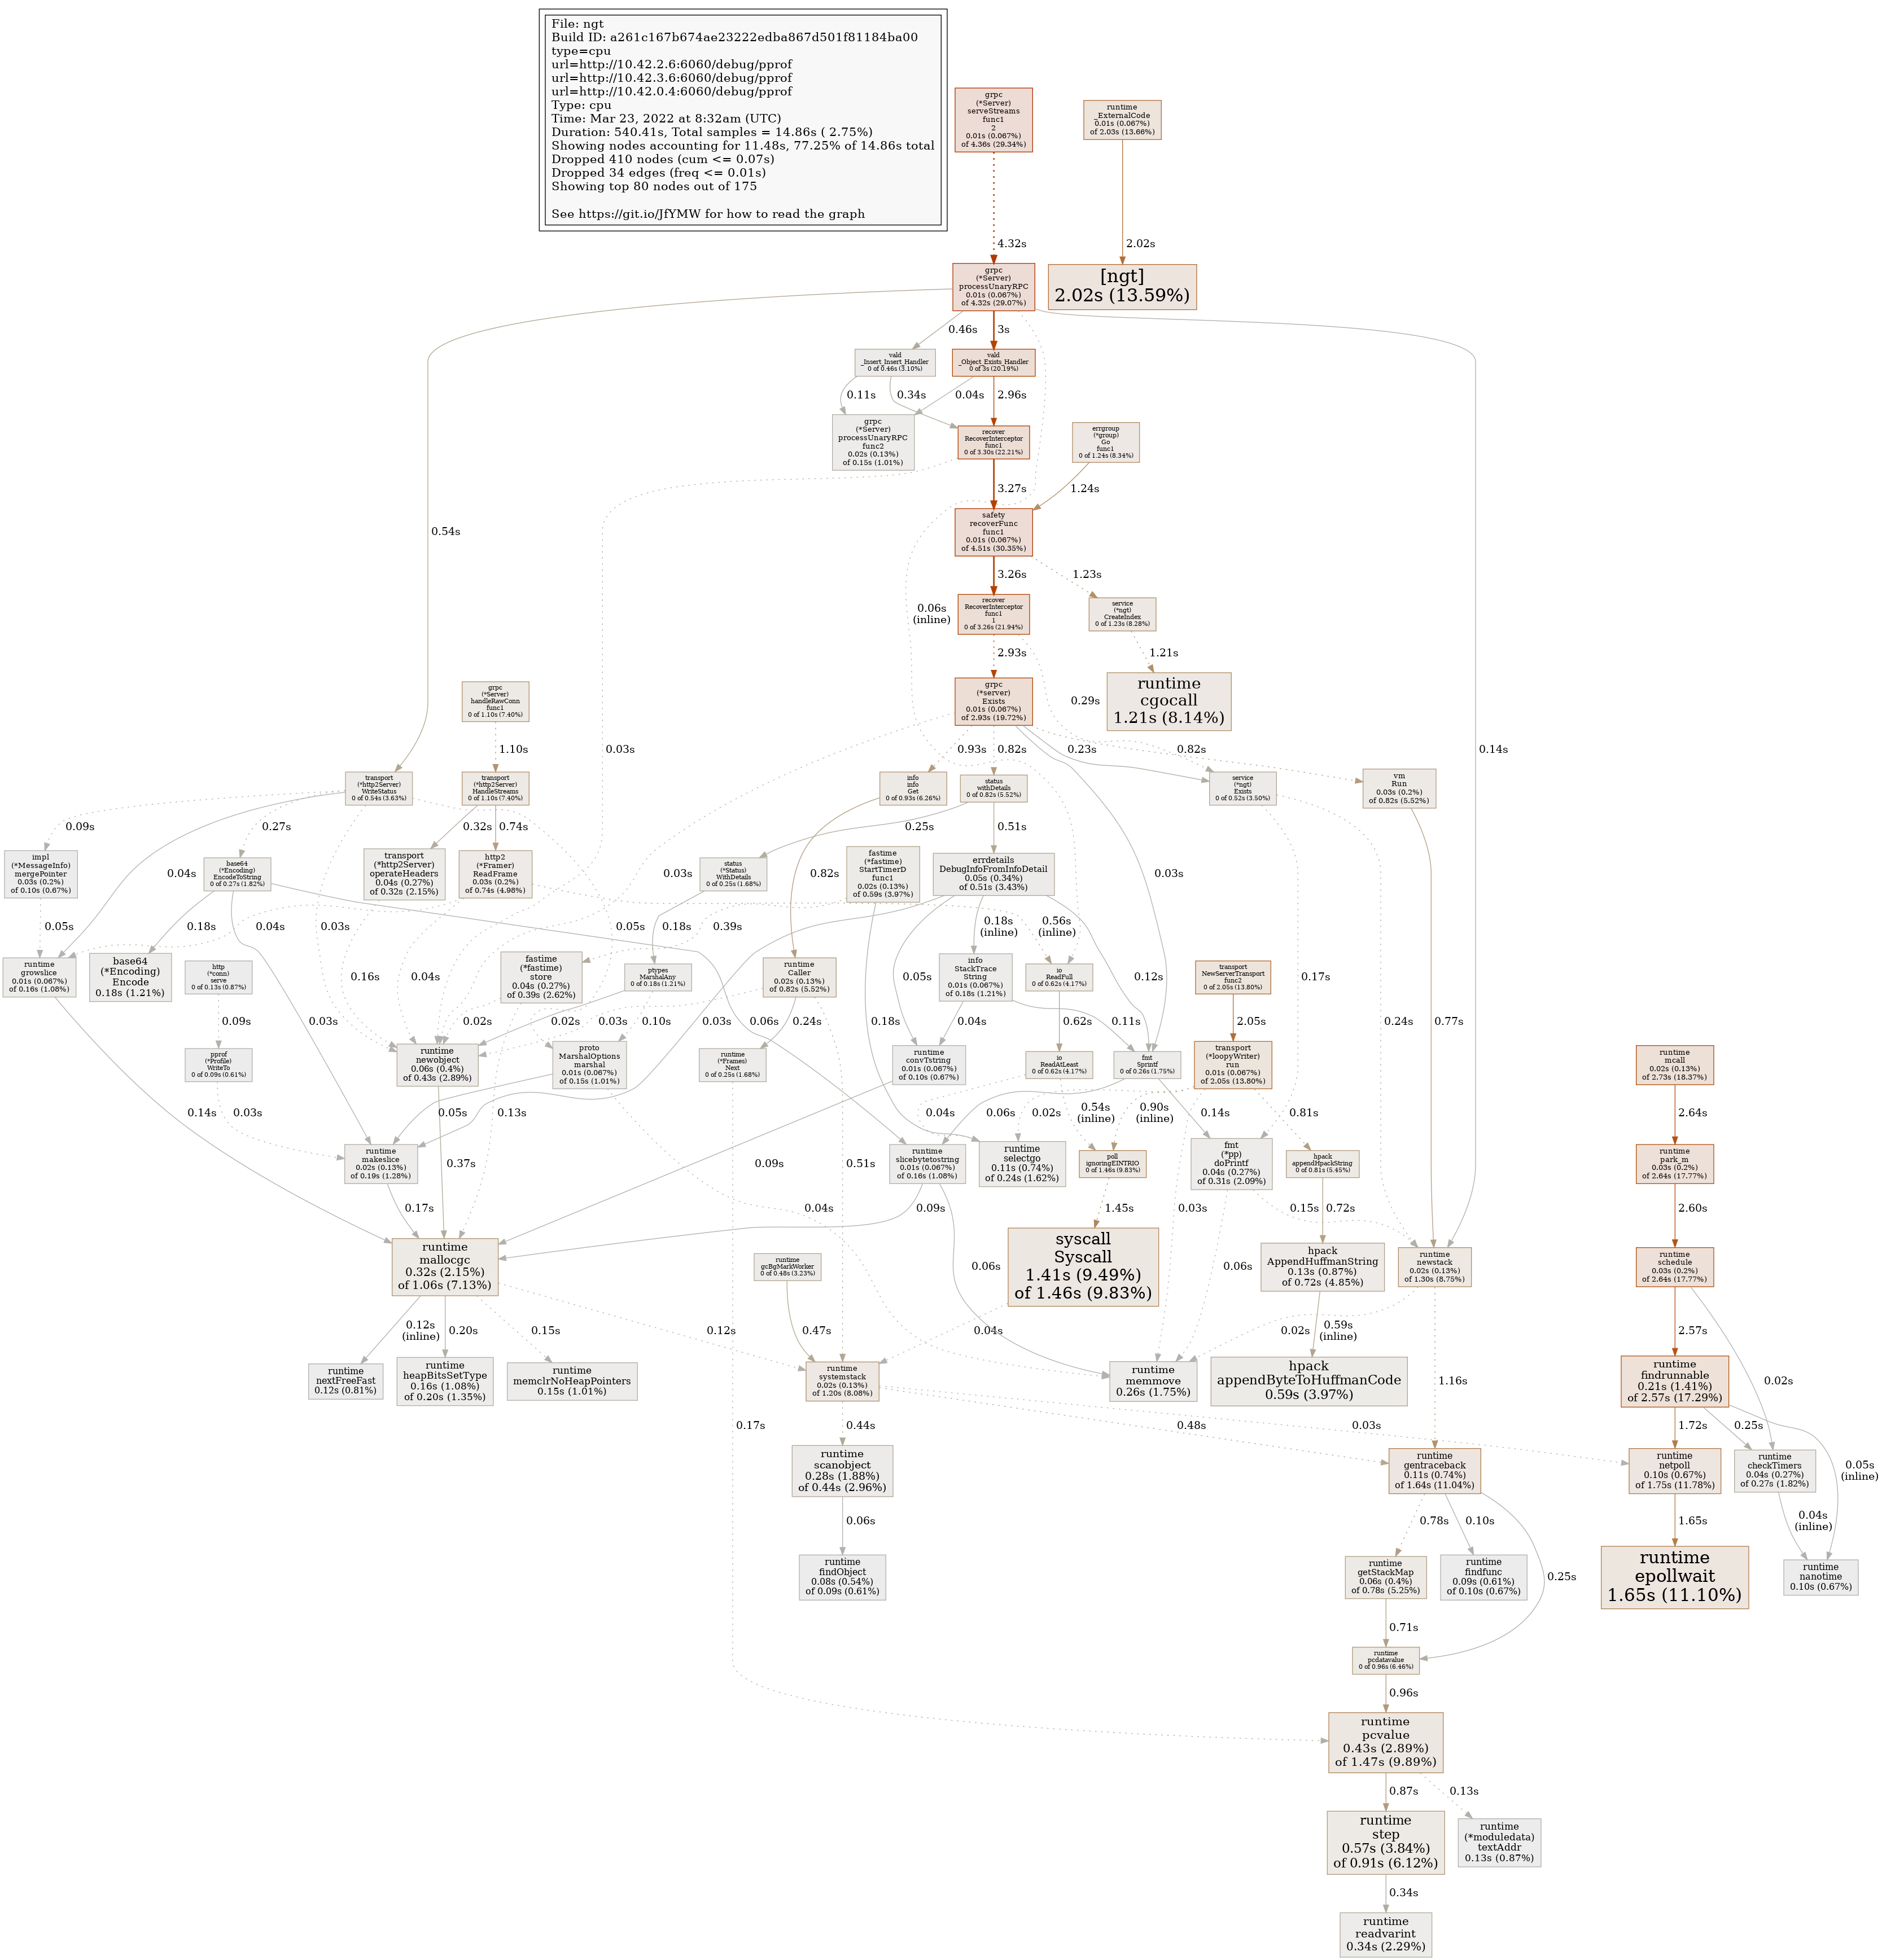 File: ngt
Build ID: a261c167b674ae23222edba867d501f81184ba00
type=cpu
url=http://10.42.2.6:6060/debug/pprof
url=http://10.42.3.6:6060/debug/pprof
url=http://10.42.0.4:6060/debug/pprof
Type: cpu
Time: Mar 23, 2022 at 8:32am (UTC)
Duration: 540.41s, Total samples = 14.86s ( 2.75%)
Showing nodes accounting for 11.48s, 77.25% of 14.86s total
Dropped 410 nodes (cum <= 0.07s)
Dropped 34 edges (freq <= 0.01s)
Showing top 80 nodes out of 175
See https://git.io/JfYMW for how to read the graph
grpc
(*Server)
serveStreams
func1
2
0.01s (0.067%)
of 4.36s (29.34%)
runtime
_ExternalCode
0.01s (0.067%)
of 2.03s (13.66%)
4.32s
2.02s
grpc
(*Server)
processUnaryRPC
0.01s (0.067%)
of 4.32s (29.07%)
[ngt]
2.02s (13.59%)
0.46s
3s
vald
_Insert_Insert_Handler
0 of 0.46s (3.10%)
vald
_Object_Exists_Handler
0 of 3s (20.19%)
0.11s
0.34s
0.04s
2.96s
grpc
(*Server)
processUnaryRPC
func2
0.02s (0.13%)
of 0.15s (1.01%)
recover
RecoverInterceptor
func1
0 of 3.30s (22.21%)
errgroup
(*group)
Go
func1
0 of 1.24s (8.34%)
3.27s
1.24s
0.54s
safety
recoverFunc
func1
0.01s (0.067%)
of 4.51s (30.35%)
3.26s
1.23s
0.06s
(inline)
recover
RecoverInterceptor
func1
1
0 of 3.26s (21.94%)
service
(*ngt)
CreateIndex
0 of 1.23s (8.28%)
2.93s
1.21s
grpc
(*Server)
handleRawConn
func1
0 of 1.10s (7.40%)
grpc
(*server)
Exists
0.01s (0.067%)
of 2.93s (19.72%)
0.29s
runtime
cgocall
1.21s (8.14%)
1.10s
0.03s
0.93s
0.82s
0.23s
0.82s
0.14s
transport
(*http2Server)
WriteStatus
0 of 0.54s (3.63%)
transport
(*http2Server)
HandleStreams
0 of 1.10s (7.40%)
info
info
Get
0 of 0.93s (6.26%)
status
withDetails
0 of 0.82s (5.52%)
service
(*ngt)
Exists
0 of 0.52s (3.50%)
vm
Run
0.03s (0.2%)
of 0.82s (5.52%)
0.09s
0.27s
0.32s
0.74s
0.25s
0.51s
impl
(*MessageInfo)
mergePointer
0.03s (0.2%)
of 0.10s (0.67%)
base64
(*Encoding)
EncodeToString
0 of 0.27s (1.82%)
transport
(*http2Server)
operateHeaders
0.04s (0.27%)
of 0.32s (2.15%)
http2
(*Framer)
ReadFrame
0.03s (0.2%)
of 0.74s (4.98%)
status
(*Status)
WithDetails
0 of 0.25s (1.68%)
fastime
(*fastime)
StartTimerD
func1
0.02s (0.13%)
of 0.59s (3.97%)
errdetails
DebugInfoFromInfoDetail
0.05s (0.34%)
of 0.51s (3.43%)
0.04s
0.82s
0.03s
0.03s
0.05s
0.18s
0.04s
0.03s
0.05s
0.39s
0.18s
0.18s
(inline)
0.56s
(inline)
base64
(*Encoding)
Encode
0.18s (1.21%)
http
(*conn)
serve
0 of 0.13s (0.87%)
runtime
growslice
0.01s (0.067%)
of 0.16s (1.08%)
fastime
(*fastime)
store
0.04s (0.27%)
of 0.39s (2.62%)
ptypes
MarshalAny
0 of 0.18s (1.21%)
runtime
Caller
0.02s (0.13%)
of 0.82s (5.52%)
info
StackTrace
String
0.01s (0.067%)
of 0.18s (1.21%)
io
ReadFull
0 of 0.62s (4.17%)
transport
NewServerTransport
func2
0 of 2.05s (13.80%)
0.16s
0.04s
0.05s
0.12s
0.17s
0.09s
0.03s
0.02s
0.02s
0.10s
0.03s
0.24s
0.03s
0.06s
0.18s
0.04s
0.11s
0.62s
2.05s
0.24s
0.77s
pprof
(*Profile)
WriteTo
0 of 0.09s (0.61%)
runtime
newobject
0.06s (0.4%)
of 0.43s (2.89%)
proto
MarshalOptions
marshal
0.01s (0.067%)
of 0.15s (1.01%)
runtime
(*Frames)
Next
0 of 0.25s (1.68%)
runtime
convTstring
0.01s (0.067%)
of 0.10s (0.67%)
io
ReadAtLeast
0 of 0.62s (4.17%)
fmt
Sprintf
0 of 0.26s (1.75%)
transport
(*loopyWriter)
run
0.01s (0.067%)
of 2.05s (13.80%)
runtime
mcall
0.02s (0.13%)
of 2.73s (18.37%)
0.03s
0.05s
0.13s
0.04s
0.06s
0.02s
0.54s
(inline)
0.90s
(inline)
0.14s
0.81s
2.64s
runtime
makeslice
0.02s (0.13%)
of 0.19s (1.28%)
0.37s
0.51s
0.09s
runtime
slicebytetostring
0.01s (0.067%)
of 0.16s (1.08%)
runtime
selectgo
0.11s (0.74%)
of 0.24s (1.62%)
poll
ignoringEINTRIO
0 of 1.46s (9.83%)
fmt
(*pp)
doPrintf
0.04s (0.27%)
of 0.31s (2.09%)
hpack
appendHpackString
0 of 0.81s (5.45%)
runtime
park_m
0.03s (0.2%)
of 2.64s (17.77%)
0.14s
0.17s
0.04s
0.09s
0.03s
1.45s
0.15s
0.72s
2.60s
runtime
mallocgc
0.32s (2.15%)
of 1.06s (7.13%)
runtime
gcBgMarkWorker
0 of 0.48s (3.23%)
0.06s
syscall
Syscall
1.41s (9.49%)
of 1.46s (9.83%)
0.06s
hpack
AppendHuffmanString
0.13s (0.87%)
of 0.72s (4.85%)
runtime
newstack
0.02s (0.13%)
of 1.30s (8.75%)
runtime
schedule
0.03s (0.2%)
of 2.64s (17.77%)
0.12s
(inline)
0.20s
0.15s
0.12s
0.47s
0.04s
0.02s
0.59s
(inline)
2.57s
runtime
nextFreeFast
0.12s (0.81%)
runtime
heapBitsSetType
0.16s (1.08%)
of 0.20s (1.35%)
runtime
memclrNoHeapPointers
0.15s (1.01%)
runtime
systemstack
0.02s (0.13%)
of 1.20s (8.08%)
runtime
memmove
0.26s (1.75%)
hpack
appendByteToHuffmanCode
0.59s (3.97%)
1.16s
runtime
findrunnable
0.21s (1.41%)
of 2.57s (17.29%)
0.02s
0.17s
0.44s
0.48s
0.03s
1.72s
0.25s
0.05s
(inline)
runtime
scanobject
0.28s (1.88%)
of 0.44s (2.96%)
runtime
gentraceback
0.11s (0.74%)
of 1.64s (11.04%)
runtime
netpoll
0.10s (0.67%)
of 1.75s (11.78%)
runtime
checkTimers
0.04s (0.27%)
of 0.27s (1.82%)
0.06s
0.78s
0.10s
0.25s
1.65s
0.04s
(inline)
runtime
findObject
0.08s (0.54%)
of 0.09s (0.61%)
runtime
getStackMap
0.06s (0.4%)
of 0.78s (5.25%)
runtime
findfunc
0.09s (0.61%)
of 0.10s (0.67%)
runtime
epollwait
1.65s (11.10%)
runtime
nanotime
0.10s (0.67%)
0.71s
runtime
pcdatavalue
0 of 0.96s (6.46%)
0.96s
runtime
pcvalue
0.43s (2.89%)
of 1.47s (9.89%)
0.87s
0.13s
runtime
step
0.57s (3.84%)
of 0.91s (6.12%)
runtime
(*moduledata)
textAddr
0.13s (0.87%)
0.34s
runtime
readvarint
0.34s (2.29%)